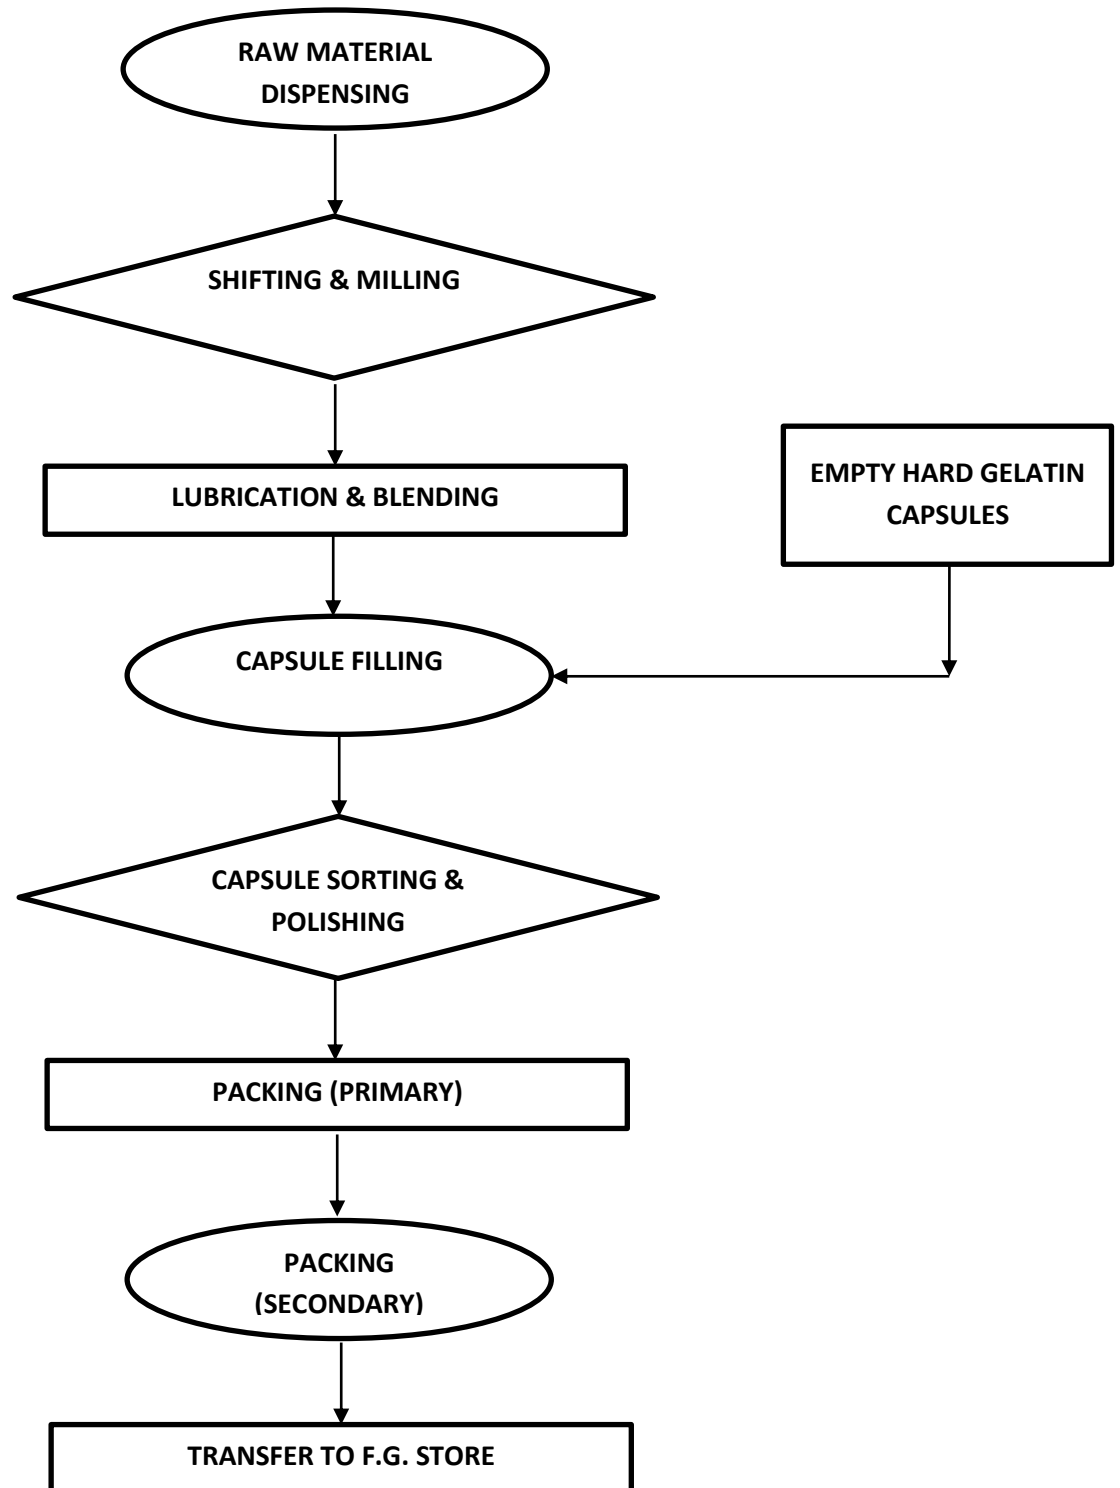 RAW MATERIAL
DISPENSING
SHIFTING & MILLING
LUBRICATION & BLENDING
EMPTY HARD GELATIN
CAPSULES
CAPSULE FILLING
CAPSULE SORTING &
POLISHING
PACKING (PRIMARY)
PACKING
(SECONDARY)
TRANSFER TO F.G. STORE